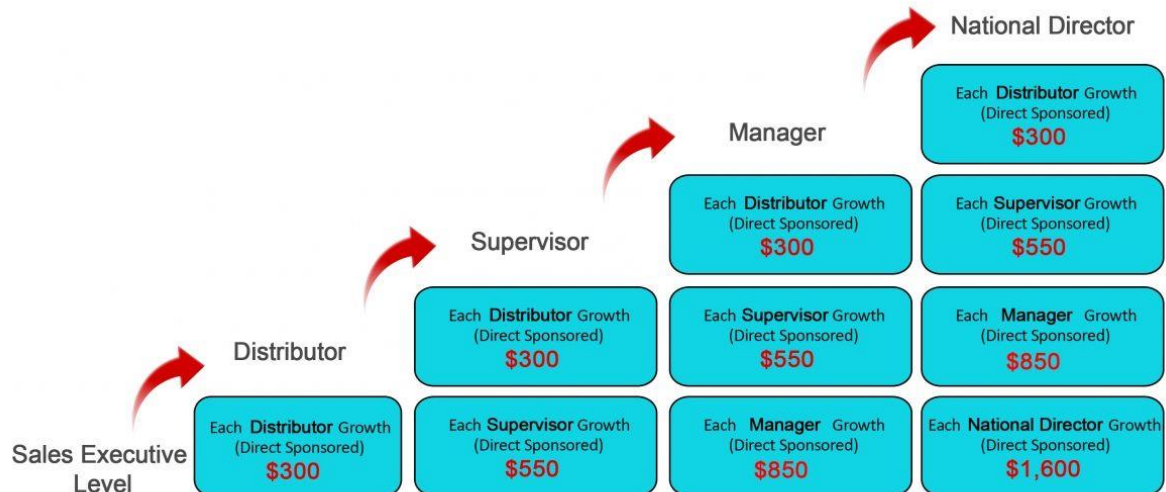 National Director
Each Distributor Growth
(Direct Sponsored)
$300
Manager
Each Distributor Growth
(Direct Sponsored)
$300
Each Supervisor Growth
(Direct Sponsored)
$550
Supervisor
Each Distributor Growth
(Direct Sponsored)
$300
Each Supervisor Growth
(Direct Sponsored)
$550
Each Manager Growth
(Direct Sponsored)
$850
Distributor
Each Distributor Growth
(Direct Sponsored)
$300
Each Supervisor Growth
(Direct Sponsored)
$550
Each Manager Growth
(Direct Sponsored)
$850
Each National Director Growth
(Direct Sponsored)
$1,600
Sales Executive
Level